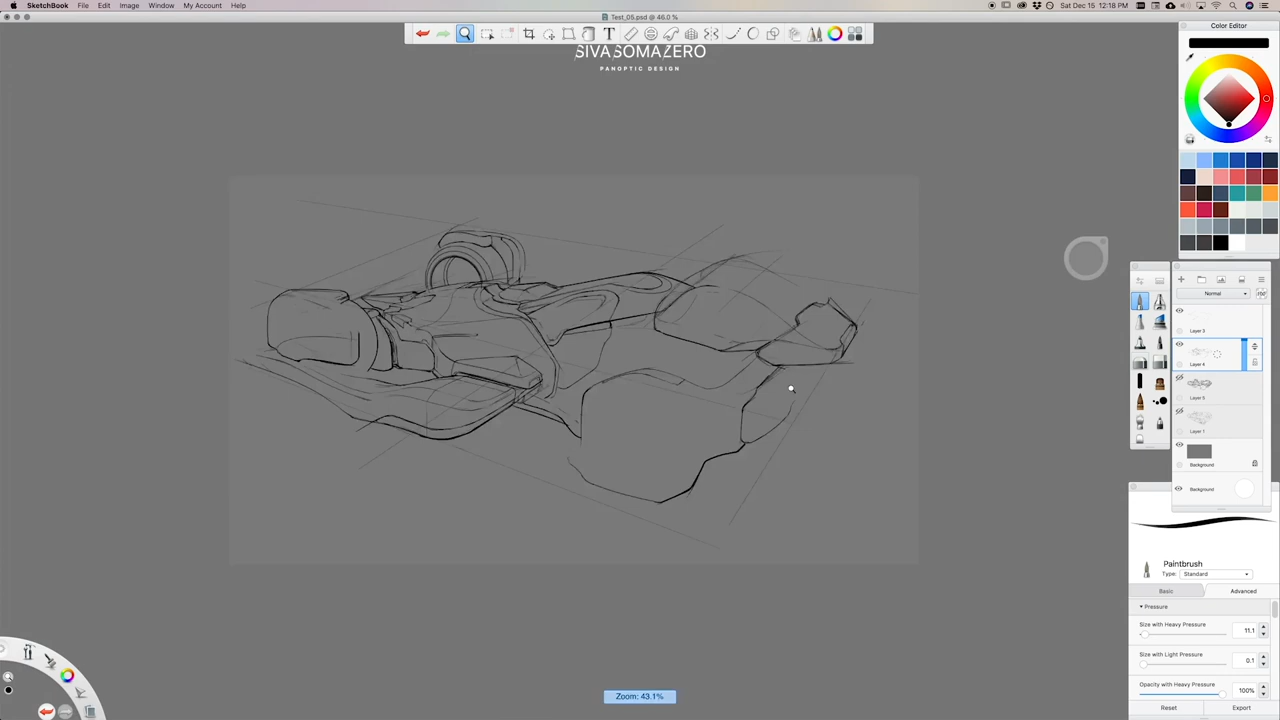 SketchBook File Edit Image Window My Account Help
Sat Dec 15 12:18 PM
Test_05.psd @ 46.0 %
Color Editor
T
SIVASOMAZERO
PANOPTIC DESIGN
Normal
Layer 3
Layer 4
Layer 5
Layer 1
Background
Background
Paintbrush
Type: Standard
Basic Advanced
Pressure
Size with Heavy Pressure 11.1
Size with Light Pressure 0.1
Opacity with Heavy Pressure 100%
Reset Export
Zoom: 43.1%